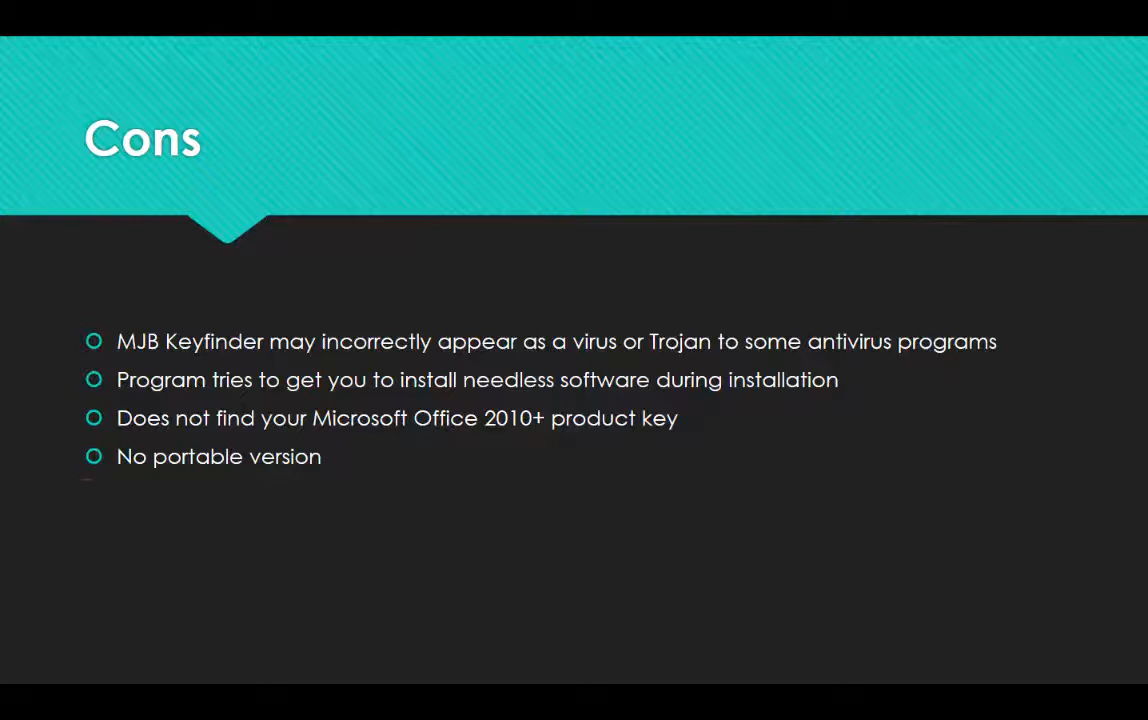 Cons
MJB Keyfinder may incorrectly appear as a virus or Trojan to some antivirus programs
Program tries to get you to install needless software during installation
Does not find your Microsoft Office 2010+ product key
No portable version